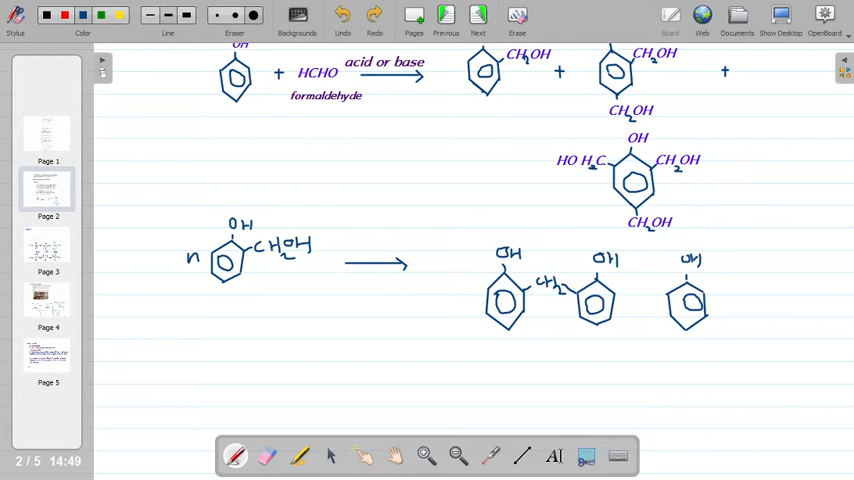 Stylus Color Line Eraser Backgrounds Undo Redo Pages Previous Next Erase Board Web Documents Show Desktop OpenBoard
OH
CH2OH CH2OH
+ HCHO acid or base + +
formaldehyde
CH2OH
OH
HO H2C. CH2OH
CH2OH
OH
n CH2OH
OH OH OH
CH2
Page 1
Page 2
Page 3
Page 4
Page 5
2 / 5 14:49